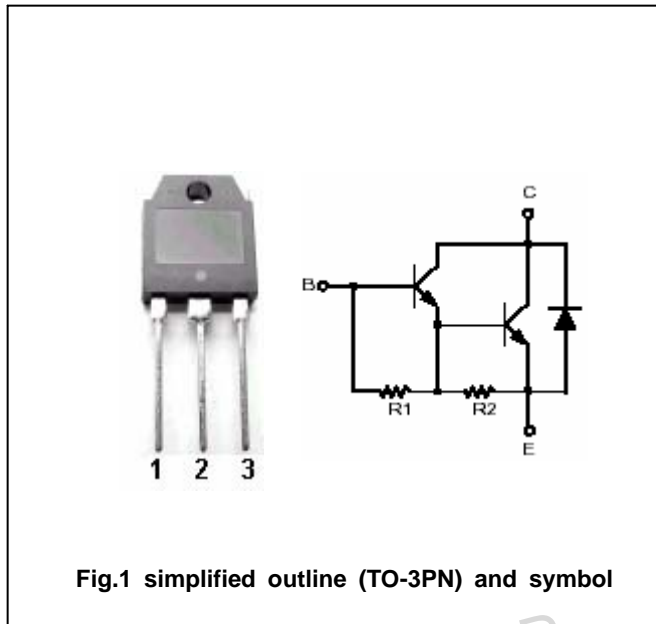 C
B
R1
R2
E
1 2 3
Fig.1 simplified outline (TO-3PN) and symbol